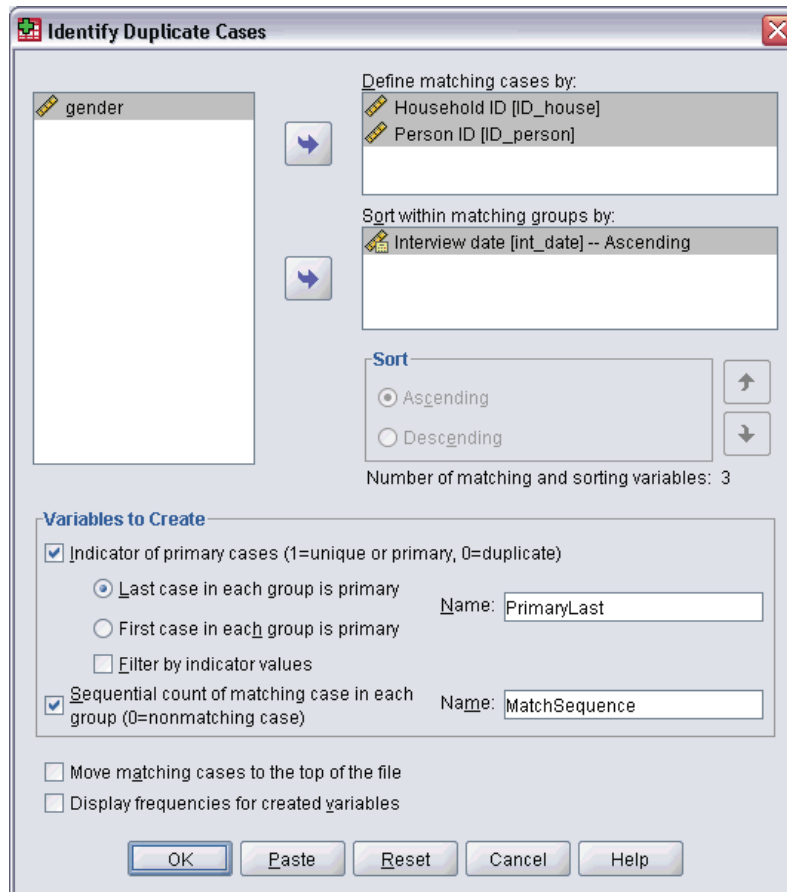 Identify Duplicate Cases
Define matching cases by:
gender
Household ID [ID_house]
Person ID [ID_person]
Sort within matching groups by:
Interview date [int_date] -- Ascending
Sort
Ascending
Descending
Number of matching and sorting variables: 3
Variables to Create
Indicator of primary cases (1=unique or primary, 0=duplicate)
Last case in each group is primary
Name: PrimaryLast
First case in each group is primary
Filter by indicator values
Sequential count of matching case in each
group (0=nonmatching case)
Name: MatchSequence
Move matching cases to the top of the file
Display frequencies for created variables
OK Paste Reset Cancel Help